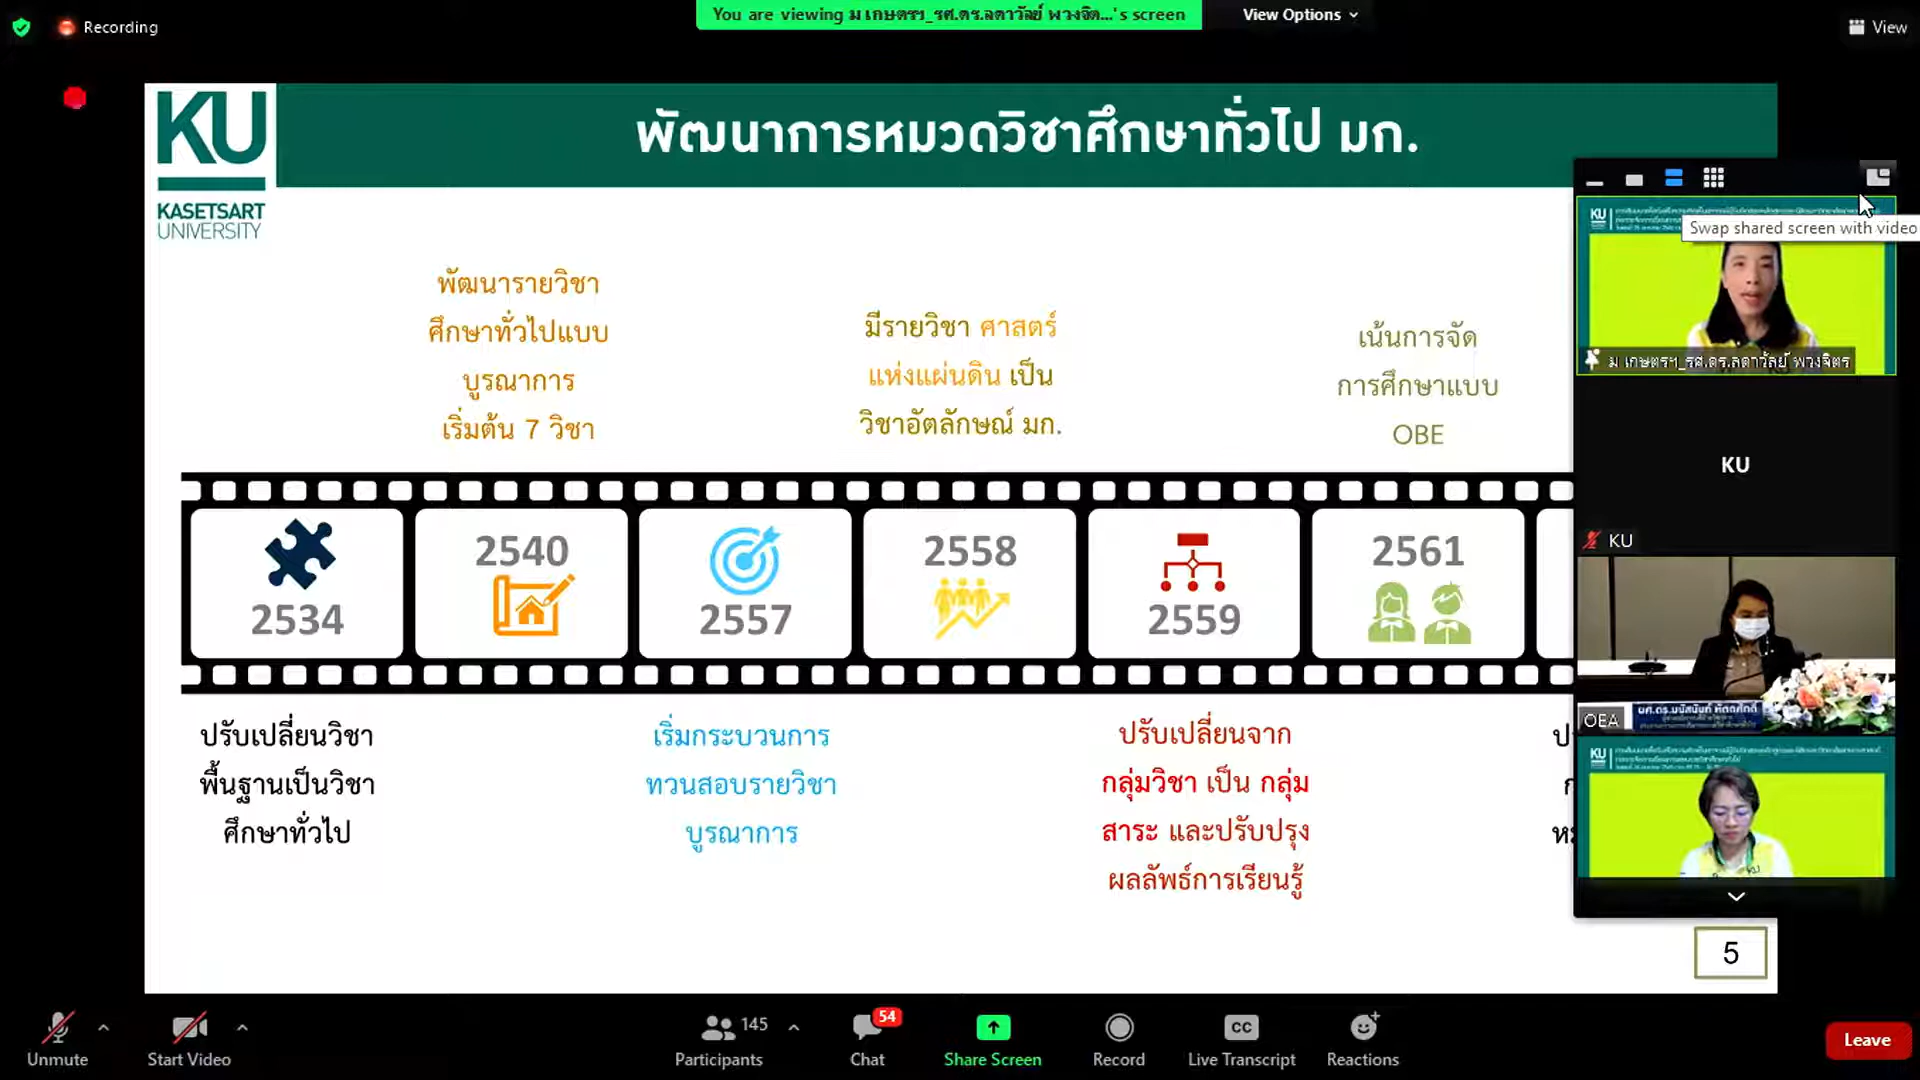 Recording
You are viewing ม เกษตรฯ_รศ.ดร.ลดาวัลย์ พวงจิต...'s screen
View Options
View
KU
KASETSART
UNIVERSITY
พัฒนาการหมวดวิชาศึกษาทั่วไป มก.
พัฒนารายวิชา
ศึกษาทั่วไปแบบ
บูรณาการ
เริ่มต้น 7 วิชา
มีรายวิชา ศาสตร์
แห่งแผ่นดิน เป็น
วิชาอัตลักษณ์ มก.
เน้นการจัด
การศึกษาแบบ
OBE
2534
2540
2557
2558
2559
2561
ปรับเปลี่ยนวิชา
พื้นฐานเป็นวิชา
ศึกษาทั่วไป
เริ่มกระบวนการ
ทวนสอบรายวิชา
บูรณาการ
ปรับเปลี่ยนจาก
กลุ่มวิชา เป็น กลุ่ม
สาระ และปรับปรุง
ผลลัพธ์การเรียนรู้
5
Swap shared screen with video
KU
ม เกษตรฯ_รศ.ดร.ลดาวัลย์ พวงจิตร
KU
KU
OEA
KU
Unmute
Start Video
145
Participants
54
Chat
Share Screen
Record
CC
Live Transcript
Reactions
Leave